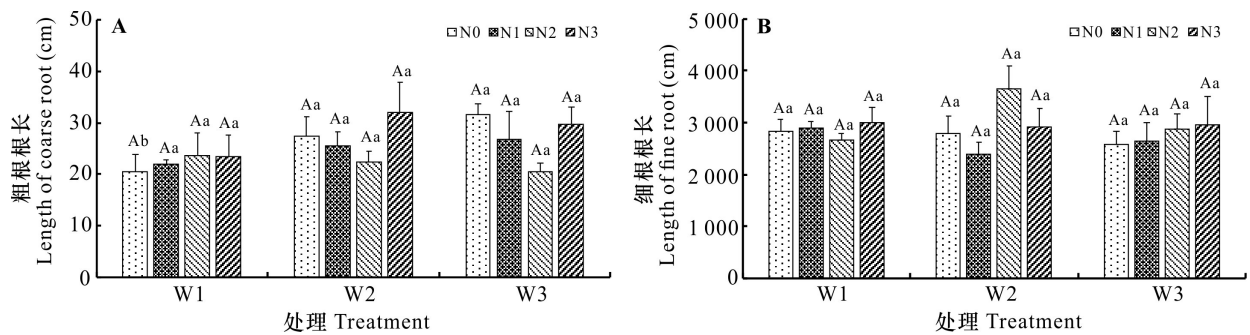 A
N0 N1 N2 N3
粗根根长
Length of coarse root (cm)
50
40
30
20
10
0
Ab Aa Aa Aa
Aa Aa Aa Aa
Aa Aa Aa Aa
W1 W2 W3
处理 Treatment
B
N0 N1 N2 N3
细根根长
Length of fine root (cm)
5 000
4 000
3 000
2 000
1 000
0
Aa Aa Aa Aa
Aa Aa Aa Aa
Aa Aa Aa Aa
W1 W2 W3
处理 Treatment